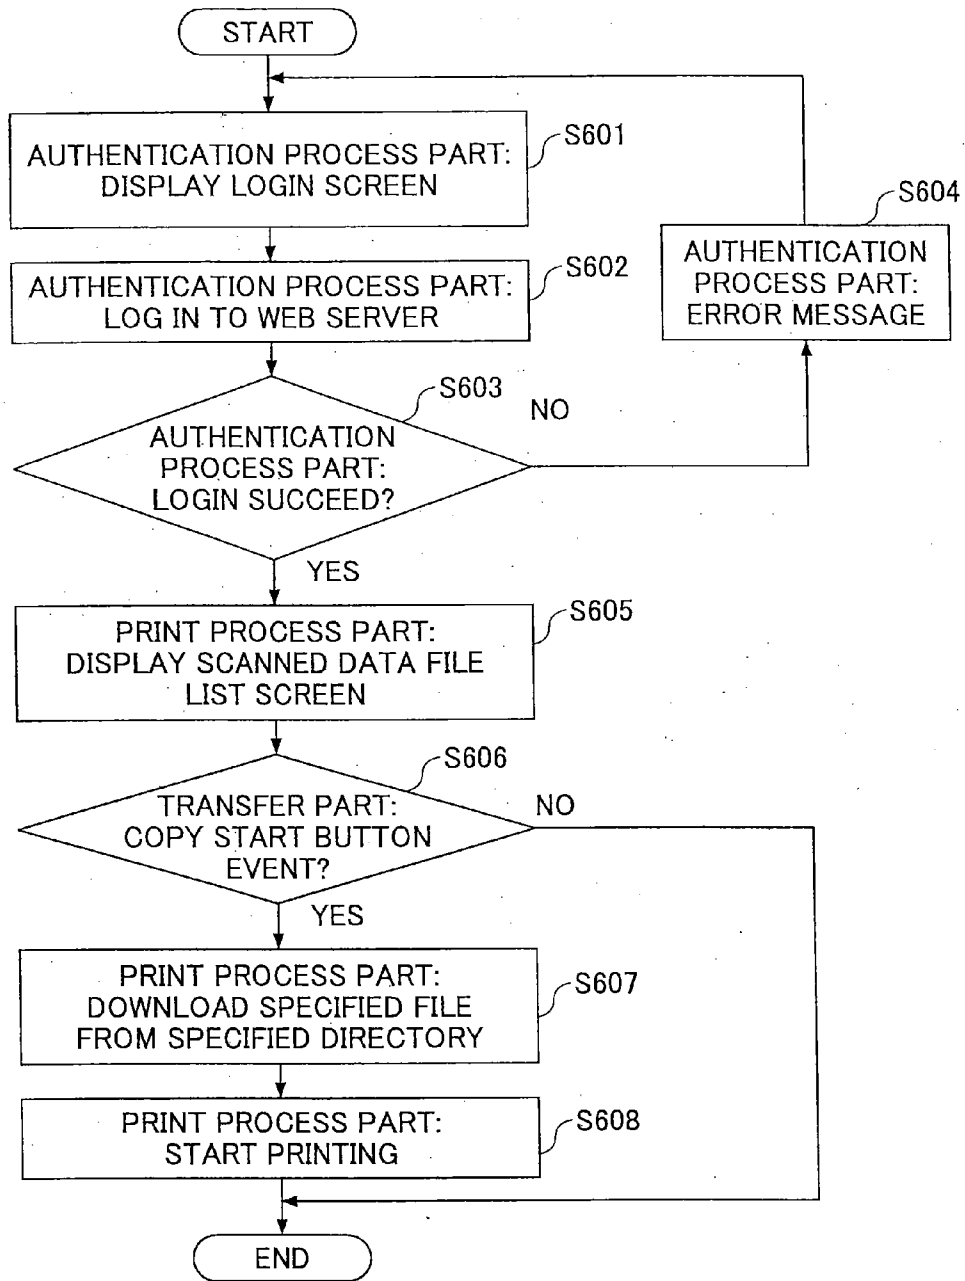 START
AUTHENTICATION PROCESS PART:
DISPLAY LOGIN SCREEN
S601
S604
AUTHENTICATION
PROCESS PART:
ERROR MESSAGE
AUTHENTICATION PROCESS PART:
LOG IN TO WEB SERVER
S602
S603
NO
AUTHENTICATION
PROCESS PART:
LOGIN SUCCEED?
YES
S605
PRINT PROCESS PART:
DISPLAY SCANNED DATA FILE
LIST SCREEN
S606
NO
TRANSFER PART:
COPY START BUTTON
EVENT?
YES
PRINT PROCESS PART:
DOWNLOAD SPECIFIED FILE
FROM SPECIFIED DIRECTORY
S607
PRINT PROCESS PART:
START PRINTING
S608
END